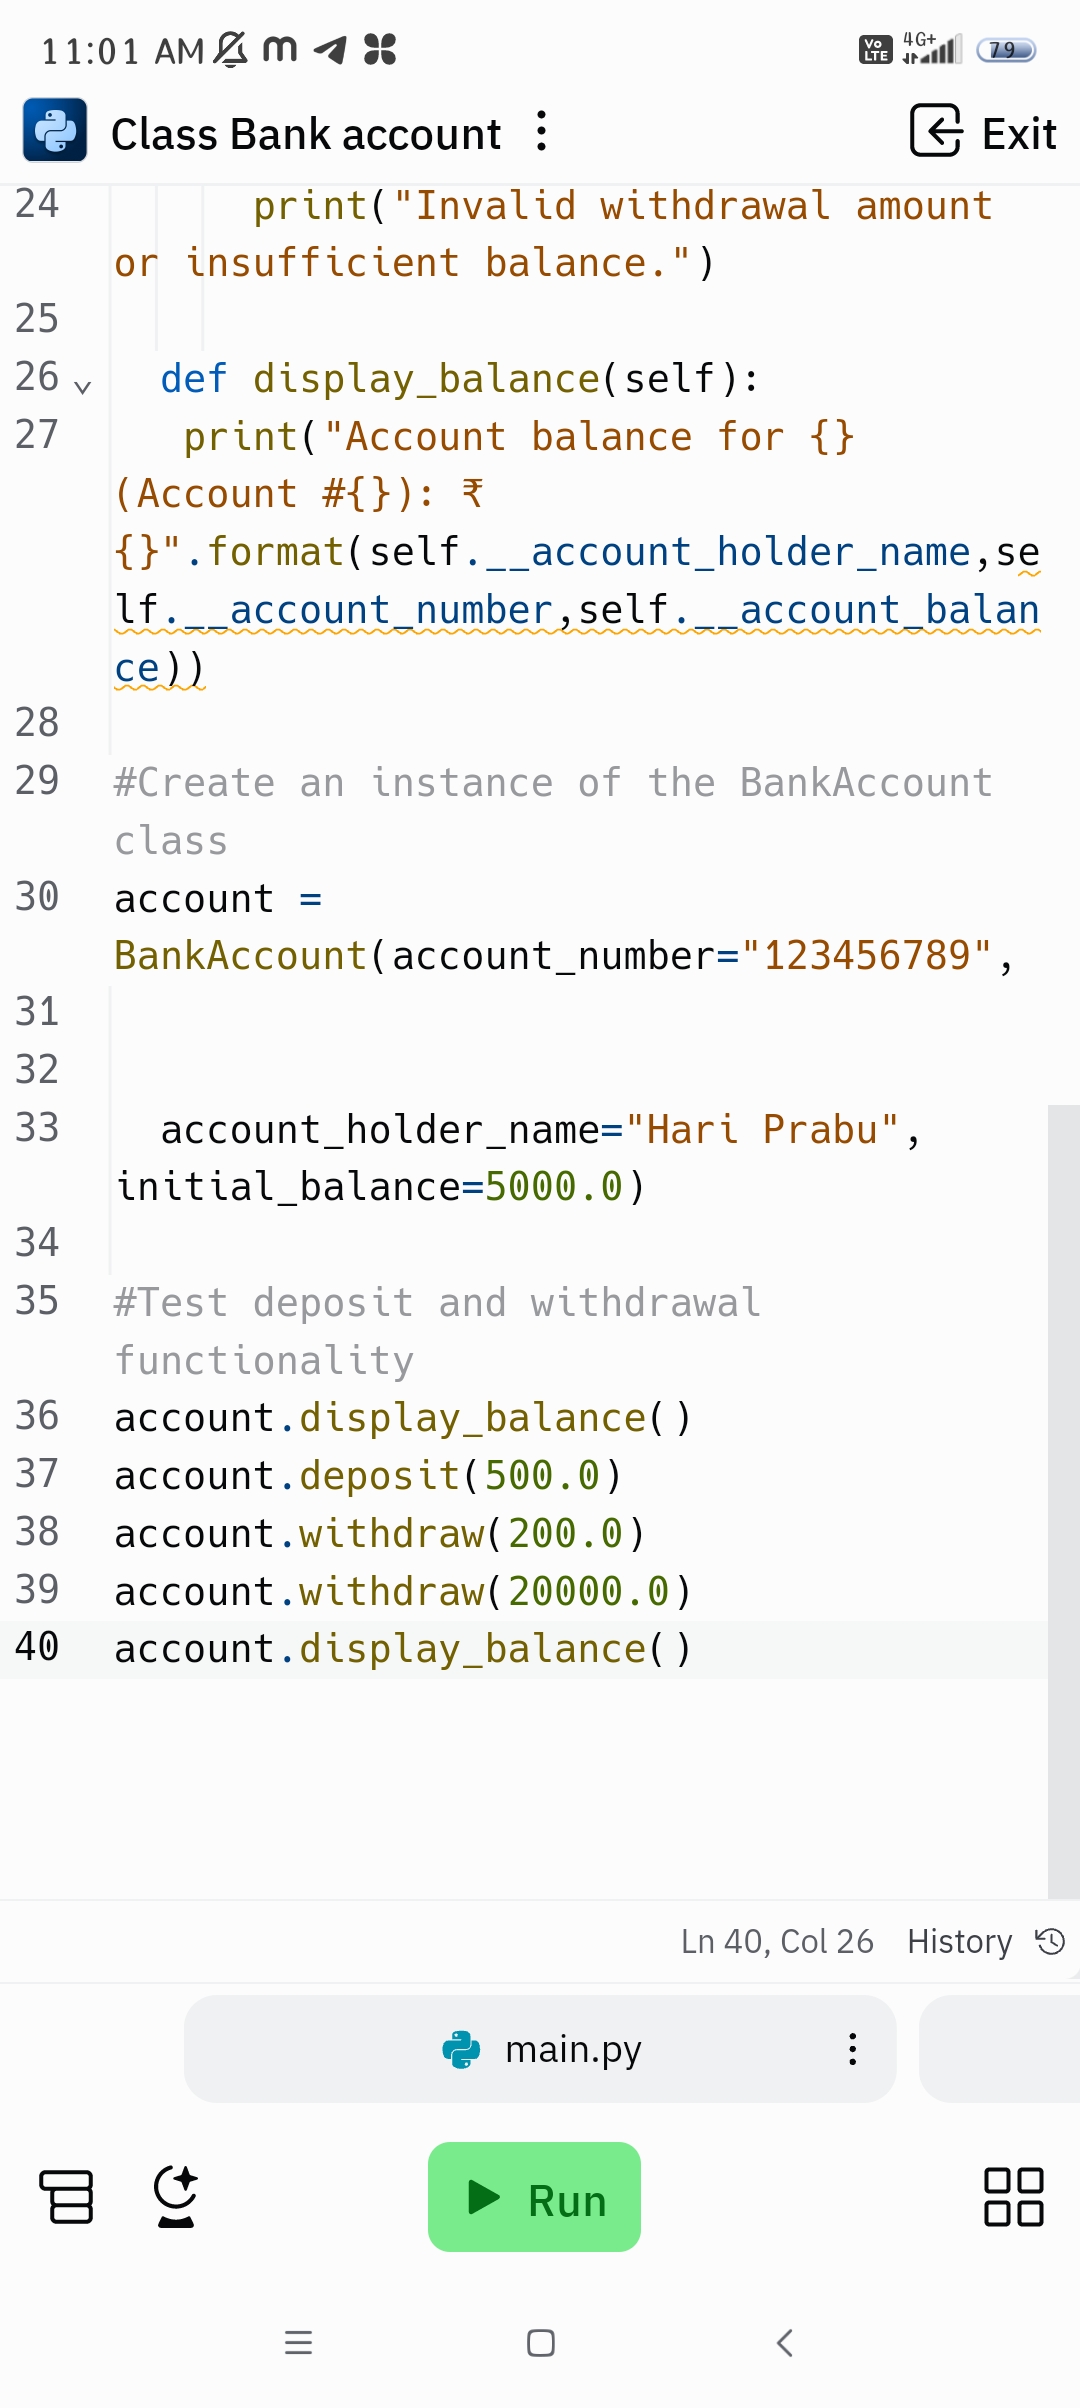 11:01 AM
Vo LTE 4G+ 79
Class Bank account
Exit
24 print("Invalid withdrawal amount
or insufficient balance.")
25
26 def display_balance(self):
27 print("Account balance for {}
(Account #{}): ₹
{}".format(self.__account_holder_name,se
lf.__account_number,self.__account_balan
ce))
28
29 #Create an instance of the BankAccount
class
30 account =
BankAccount(account_number="123456789",
31
32
33 account_holder_name="Hari Prabu",
initial_balance=5000.0)
34
35 #Test deposit and withdrawal
functionality
36 account.display_balance()
37 account.deposit(500.0)
38 account.withdraw(200.0)
39 account.withdraw(20000.0)
40 account.display_balance()
Ln 40, Col 26 History
main.py
Run